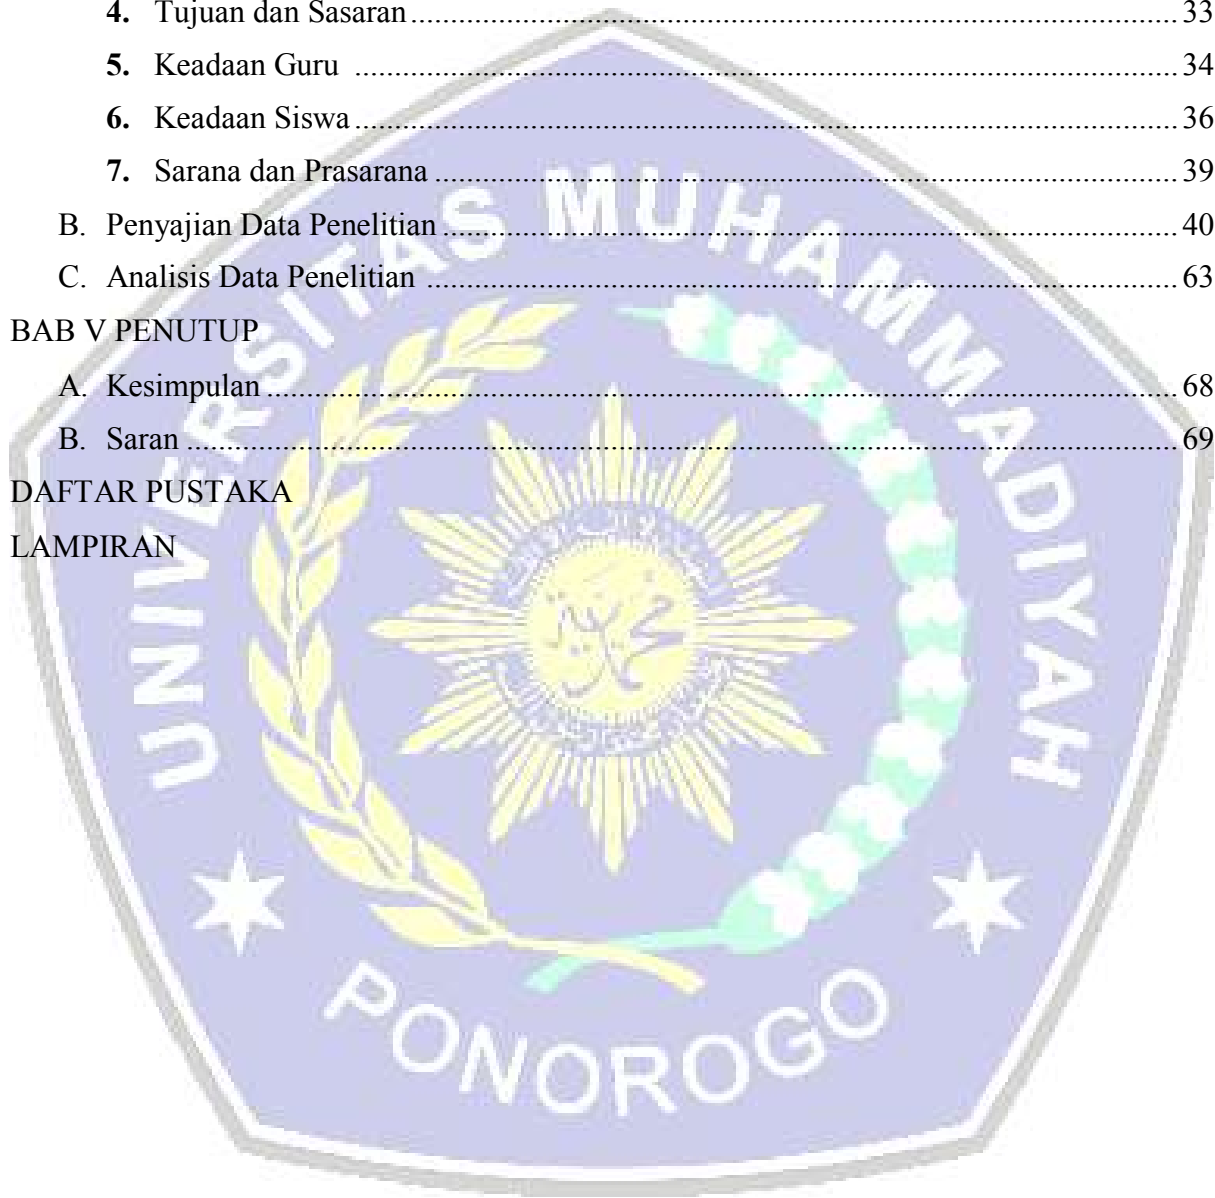 4. Tujuan dan Sasaran ........................ 33
5. Keadaan Guru ........................ 34
6. Keadaan Siswa ........................ 36
7. Sarana dan Prasarana ........................ 39
B. Penyajian Data Penelitian ........................ 40
C. Analisis Data Penelitian ........................ 63
BAB V PENUTUP
A. Kesimpulan ........................ 68
B. Saran ........................ 69
DAFTAR PUSTAKA
LAMPIRAN
UNIVERSITAS MUHAMMADIYAH
PONOROGO